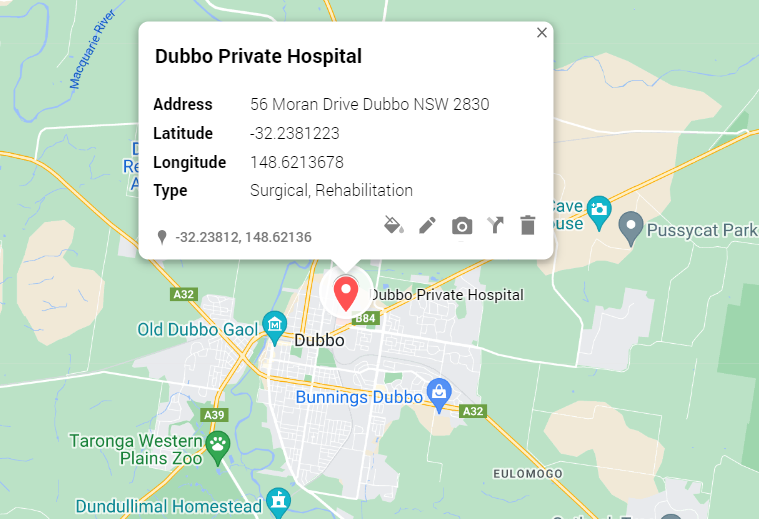 Macquarie River
Dubbo Private Hospital
Address 56 Moran Drive Dubbo NSW 2830
Latitude -32.2381223
Longitude 148.6213678
Type Surgical, Rehabilitation
-32.23812, 148.62136
D
Re
A
Cave
ouse
Pussycat Park
A32
Dubbo Private Hospital
B84
Old Dubbo Gaol
Dubbo
Bunnings Dubbo
A32
A39
Taronga Western
Plains Zoo
EULOMOGO
Dundullimal Homestead